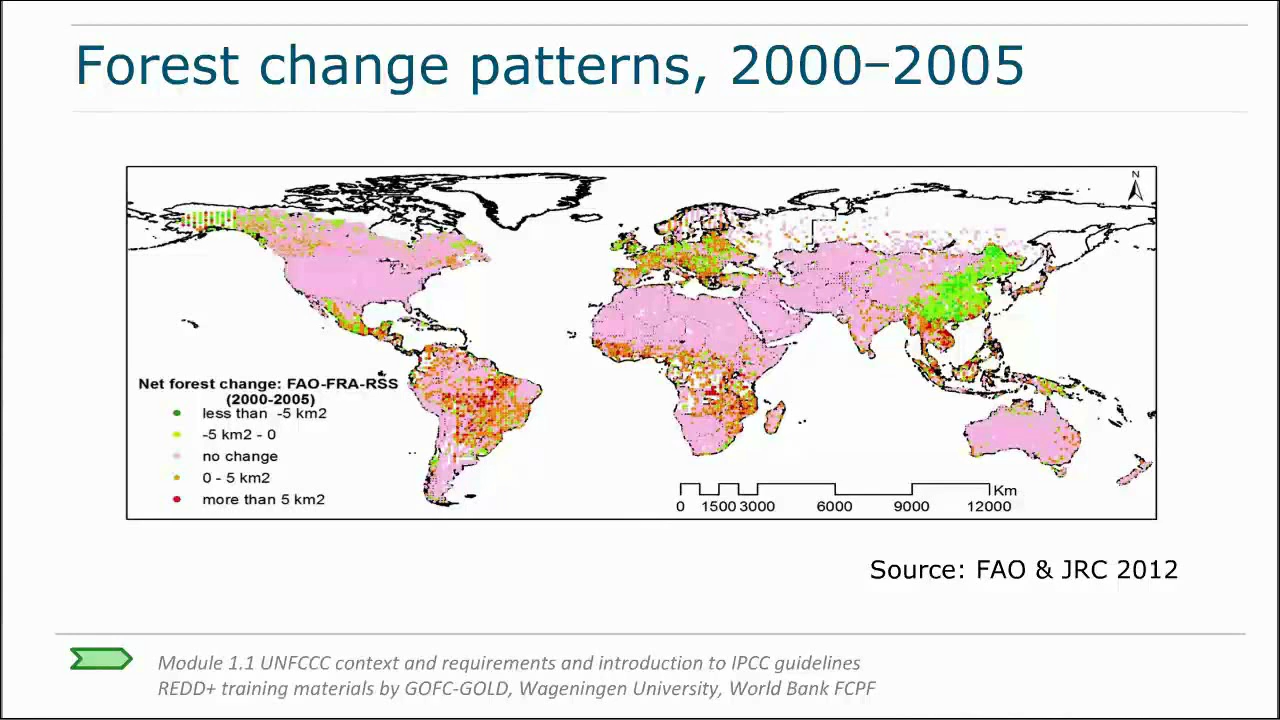 Forest change patterns, 2000–2005
N
Net forest change: FAO-FRA-RSS
(2000-2005)
less than -5 km2
-5 km2 - 0
no change
0 - 5 km2
more than 5 km2
Km
0 1500 3000 6000 9000 12000
Source: FAO & JRC 2012
Module 1.1 UNFCCC context and requirements and introduction to IPCC guidelines
REDD+ training materials by GOFC-GOLD, Wageningen University, World Bank FCPF